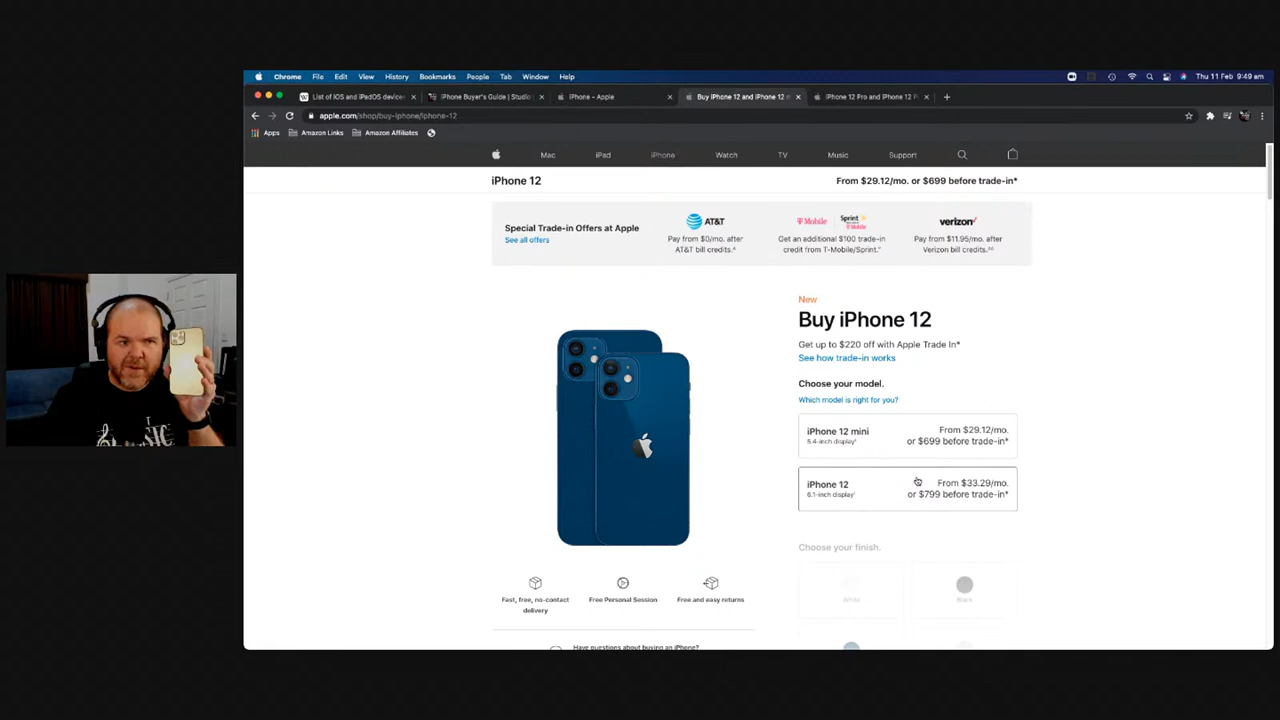 Chrome File Edit View History Bookmarks People Tab Window Help Thu 11 Feb 9:49 am
List of iOS and iPadOS devices iPhone Buyer's Guide | Studio iPhone - Apple Buy iPhone 12 and iPhone 12 m iPhone 12 Pro and iPhone 12 P
apple.com/shop/buy-iphone/iphone-12
Apps Amazon Links Amazon Affiliates
Mac iPad iPhone Watch TV Music Support
iPhone 12 From $29.12/mo. or $699 before trade-in*
Special Trade-in Offers at Apple
See all offers
AT&T
Pay from $0/mo. after
AT&T bill credits.^
T Mobile Sprint
T Mobile
Get an additional $100 trade-in
credit from T-Mobile/Sprint.
verizon
Pay from $11.95/mo. after
Verizon bill credits.
New
Buy iPhone 12
Get up to $220 off with Apple Trade In*
See how trade-in works
Choose your model.
Which model is right for you?
iPhone 12 mini From $29.12/mo.
5.4-inch display¹ or $699 before trade-in*
iPhone 12 From $33.29/mo.
6.1-inch display¹ or $799 before trade-in*
Choose your finish.
White Black
Fast, free, no-contact
delivery
Free Personal Session
Free and easy returns
Have questions about buying an iPhone?